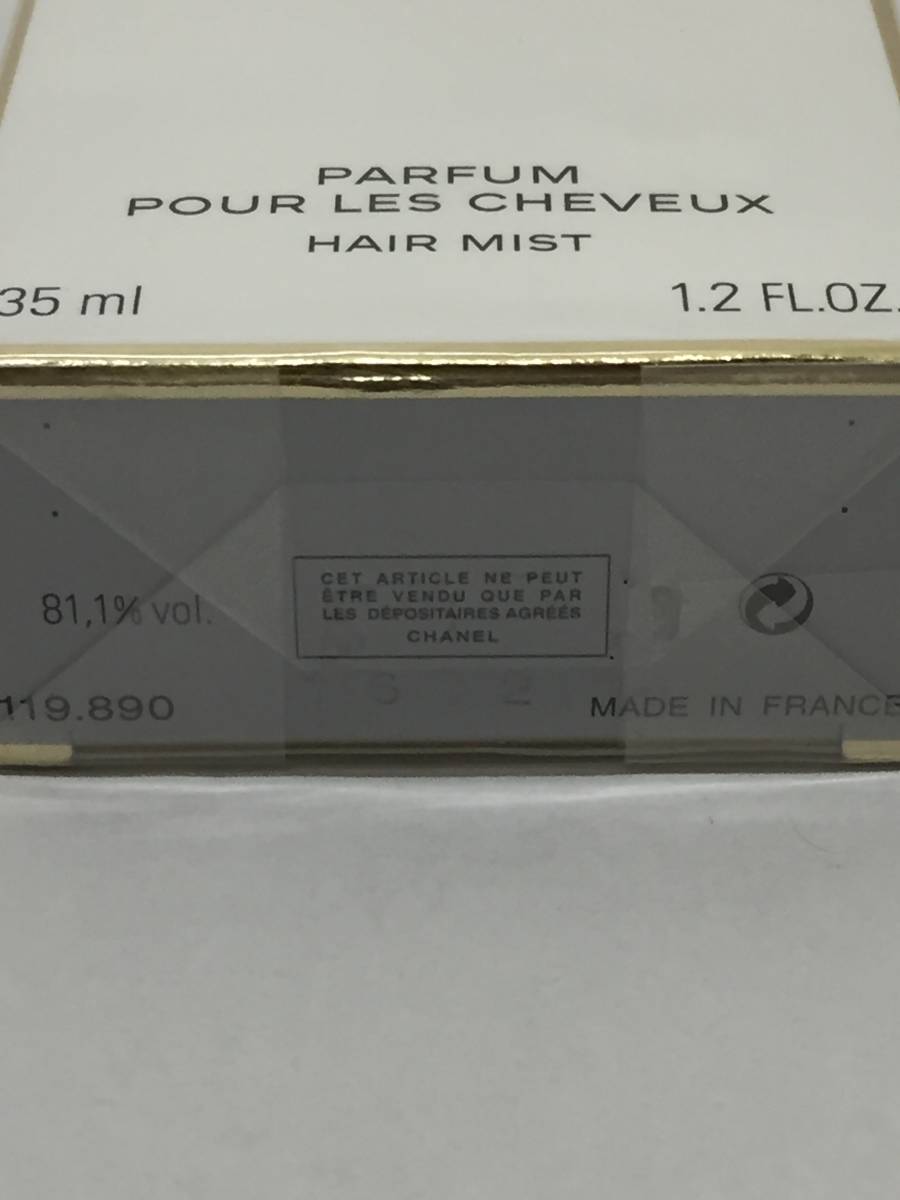 PARFUM
POUR LES CHEVEUX
HAIR MIST
35 ml
1.2 FL.OZ.
81,1% vol.
CET ARTICLE NE PEUT
ÊTRE VENDU QUE PAR
LES DÉPOSITAIRES AGRÉÉS
CHANEL
119.890
MADE IN FRANCE